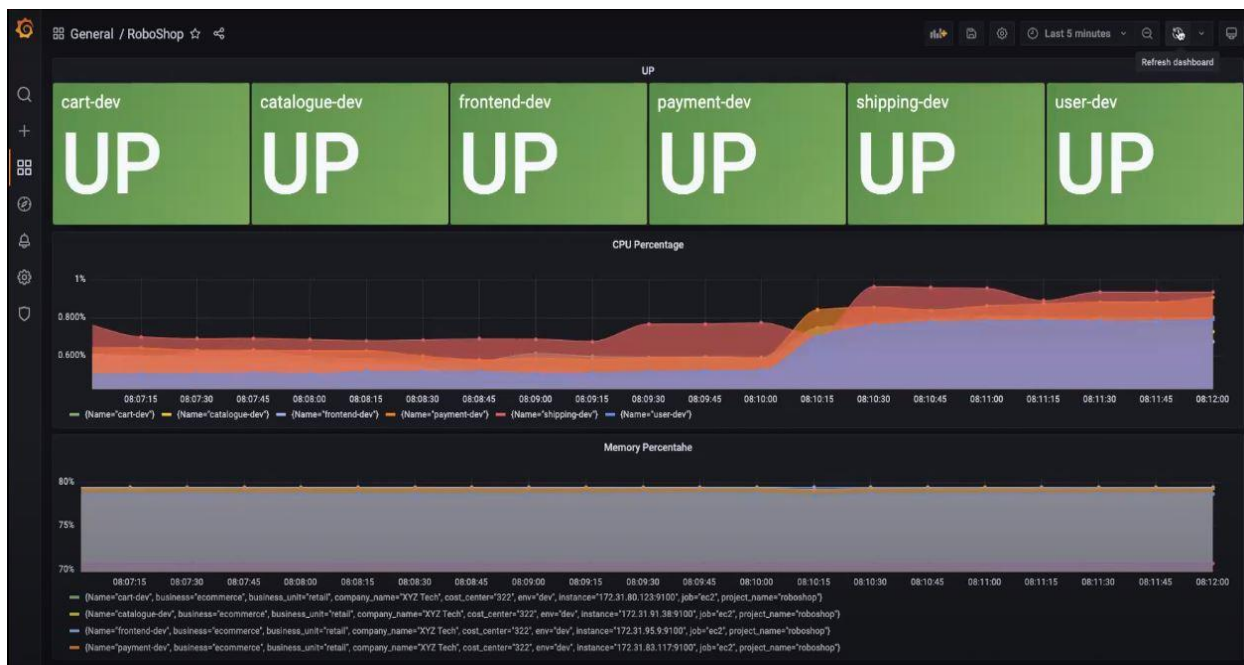 General / RoboShop
Last 5 minutes
Refresh dashboard
UP
cart-dev
UP
catalogue-dev
UP
frontend-dev
UP
payment-dev
UP
shipping-dev
UP
user-dev
UP
CPU Percentage
1%
0.800%
0.600%
08:07:15 08:07:30 08:07:45 08:08:00 08:08:15 08:08:30 08:08:45 08:09:00 08:09:15 08:09:30 08:09:45 08:10:00 08:10:15 08:10:30 08:10:45 08:11:00 08:11:15 08:11:30 08:11:45 08:12:00
{Name="cart-dev"} {Name="catalogue-dev"} {Name="frontend-dev"} {Name="payment-dev"} {Name="shipping-dev"} {Name="user-dev"}
Memory Percentahe
80%
75%
70%
08:07:15 08:07:30 08:07:45 08:08:00 08:08:15 08:08:30 08:08:45 08:09:00 08:09:15 08:09:30 08:09:45 08:10:00 08:10:15 08:10:30 08:10:45 08:11:00 08:11:15 08:11:30 08:11:45 08:12:00
{Name="cart-dev", business="ecommerce", business_unit="retail", company_name="XYZ Tech", cost_center="322", env="dev", instance="172.31.80.123:9100", job="ec2", project_name="roboshop"}
{Name="catalogue-dev", business="ecommerce", business_unit="retail", company_name="XYZ Tech", cost_center="322", env="dev", instance="172.31.91.38:9100", job="ec2", project_name="roboshop"}
{Name="frontend-dev", business="ecommerce", business_unit="retail", company_name="XYZ Tech", cost_center="322", env="dev", instance="172.31.95.9:9100", job="ec2", project_name="roboshop"}
{Name="payment-dev", business="ecommerce", business_unit="retail", company_name="XYZ Tech", cost_center="322", env="dev", instance="172.31.83.117:9100", job="ec2", project_name="roboshop"}